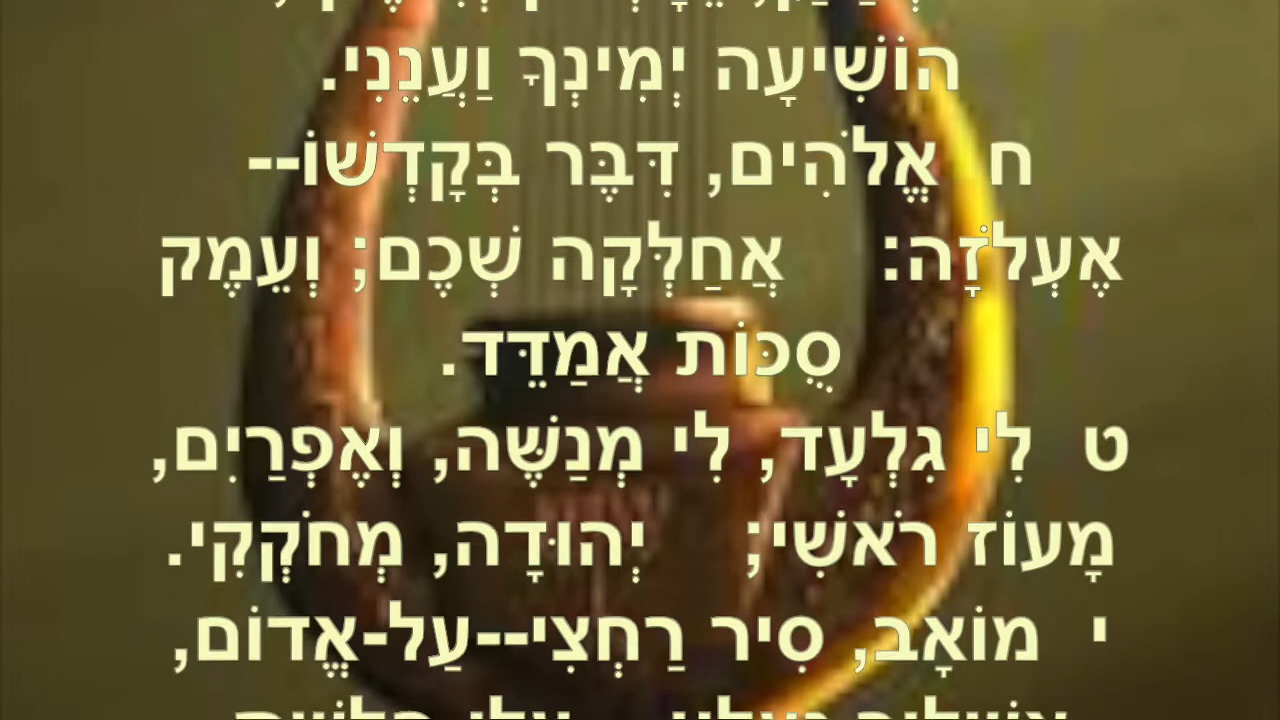 הוֹשִׁיעָה יְמִינְךָ וַעֲנֵנִי.
ח  אֱלֹהִים, דִּבֶּר בְּקָדְשׁוֹ--
אֶעְלֹזָה:    אֲחַלְּקָה שְׁכֶם; וְעֵמֶק
סֻכּוֹת אֲמַדֵּד.
ט  לִי גִלְעָד, לִי מְנַשֶּׁה, וְאֶפְרַיִם,
מָעוֹז רֹאשִׁי;    יְהוּדָה, מְחֹקְקִי.
י  מוֹאָב, סִיר רַחְצִי--עַל-אֱדוֹם,